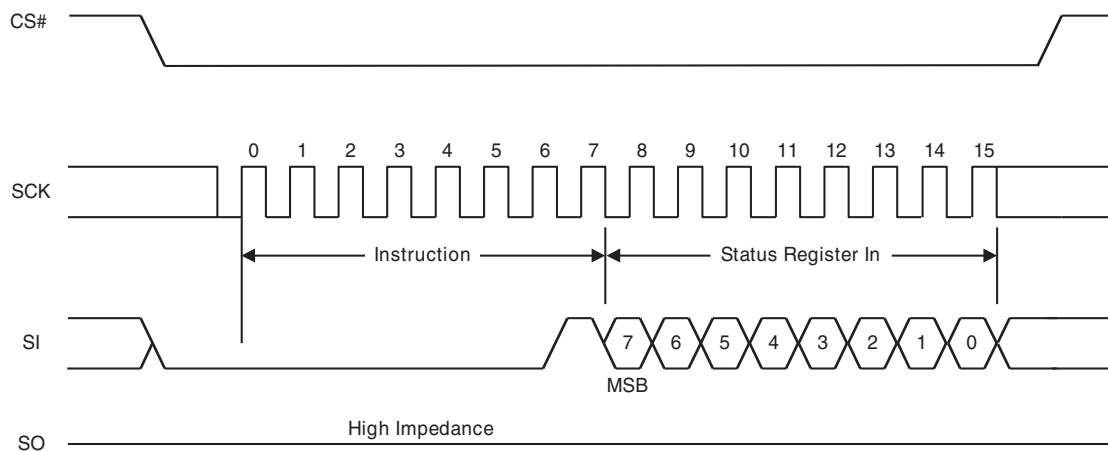 CS#
0 1 2 3 4 5 6 7 8 9 10 11 12 13 14 15
SCK
Instruction Status Register In
SI 7 6 5 4 3 2 1 0
MSB
High Impedance
SO